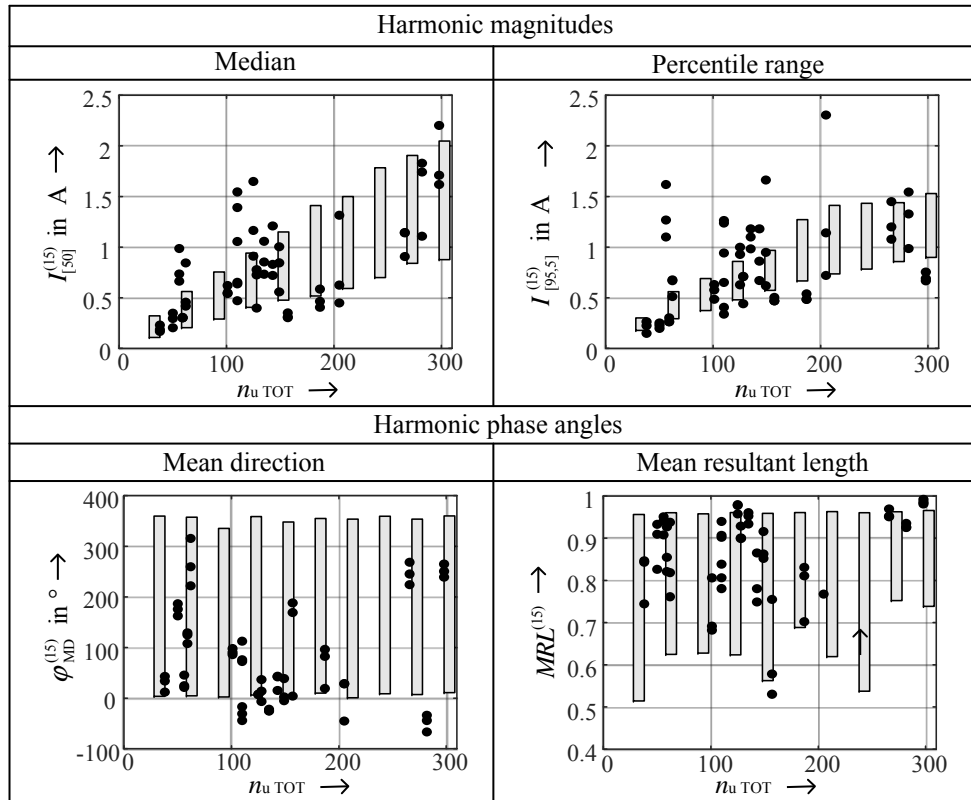 Harmonic magnitudes
Median
Percentile range
2.5
2
1.5
1
0.5
0
0 100 200 300
I[50](15) in A →
nu TOT →
2.5
2
1.5
1
0.5
0
0 100 200 300
I[95,5](15) in A →
nu TOT →
Harmonic phase angles
Mean direction
Mean resultant length
400
300
200
100
0
-100
0 100 200 300
φMD(15) in ° →
nu TOT →
1
0.9
0.8
0.7
0.6
0.5
0.4
0 100 200 300
MRL(15) →
nu TOT →